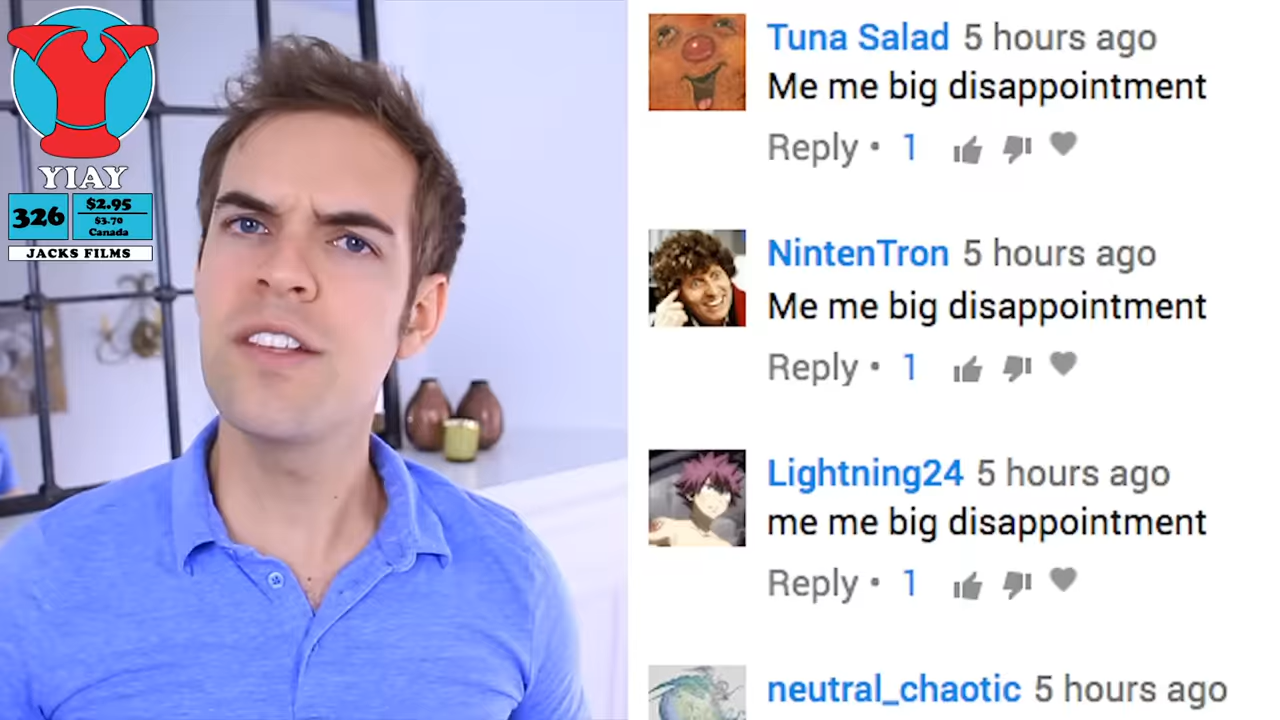 YIAY
326
$2.95
$3.70
Canada
JACKS FILMS
Tuna Salad 5 hours ago
Me me big disappointment
Reply • 1
NintenTron 5 hours ago
Me me big disappointment
Reply • 1
Lightning24 5 hours ago
me me big disappointment
Reply • 1
neutral_chaotic 5 hours ago